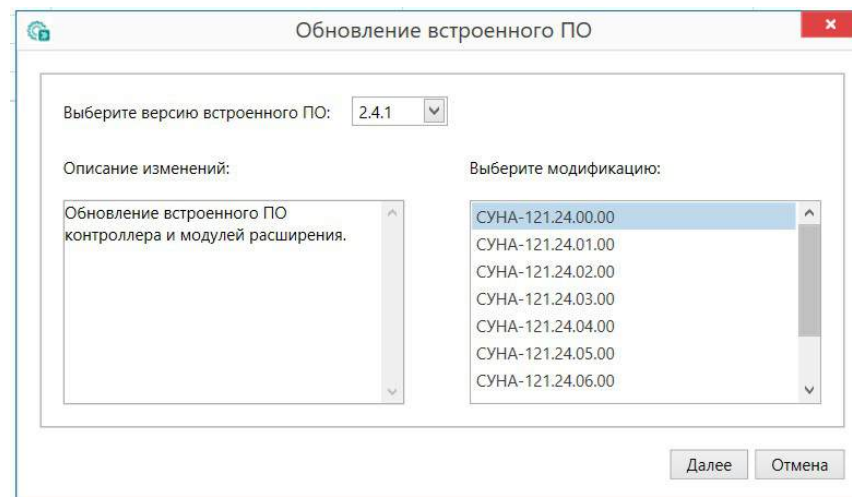 Обновление встроенного ПО
Выберите версию встроенного ПО: 2.4.1
Описание изменений:
Обновление встроенного ПО
контроллера и модулей расширения.
Выберите модификацию:
СУНА-121.24.00.00
СУНА-121.24.01.00
СУНА-121.24.02.00
СУНА-121.24.03.00
СУНА-121.24.04.00
СУНА-121.24.05.00
СУНА-121.24.06.00
Далее
Отмена